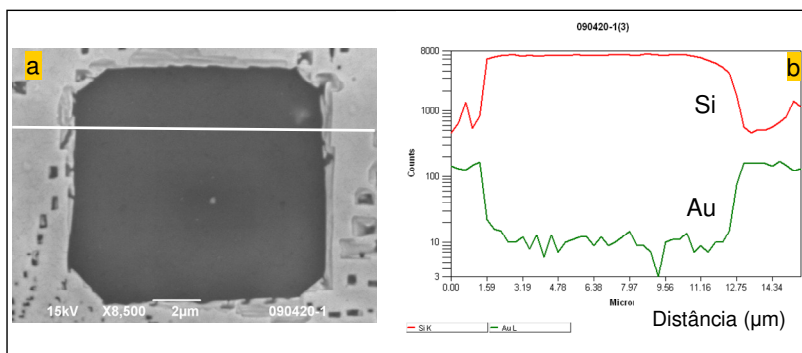 a
15kV X8,500 2µm 090420-1
090420-1(3)
b
Counts
8000
1000
100
10
3
Si
Au
0.00 1.59 3.19 4.78 6.38 7.97 9.56 11.16 12.75 14.34
Micro
Distância (µm)
Si K Au L